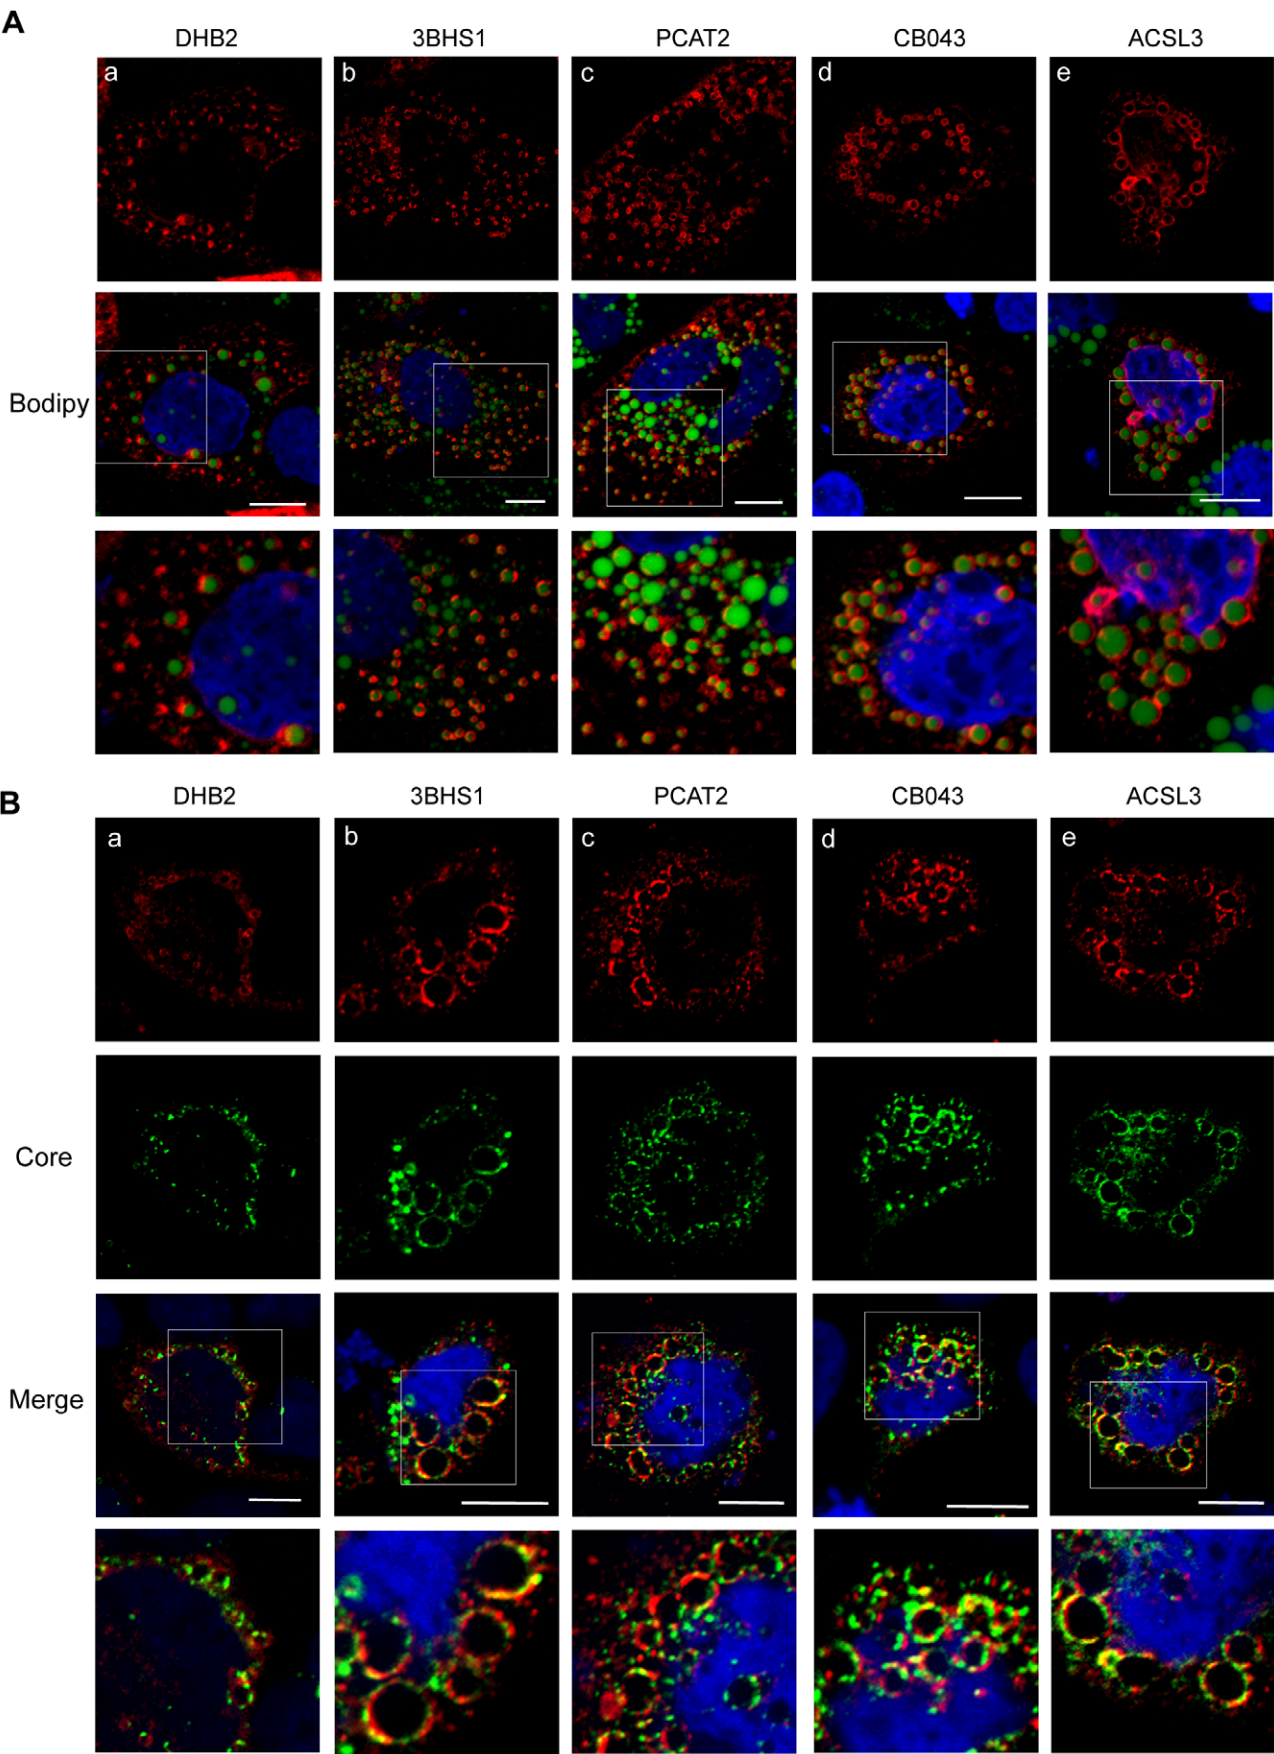 A
DHB2 3BHS1 PCAT2 CB043 ACSL3
a b c d e
Bodipy
B
DHB2 3BHS1 PCAT2 CB043 ACSL3
a b c d e
Core
Merge